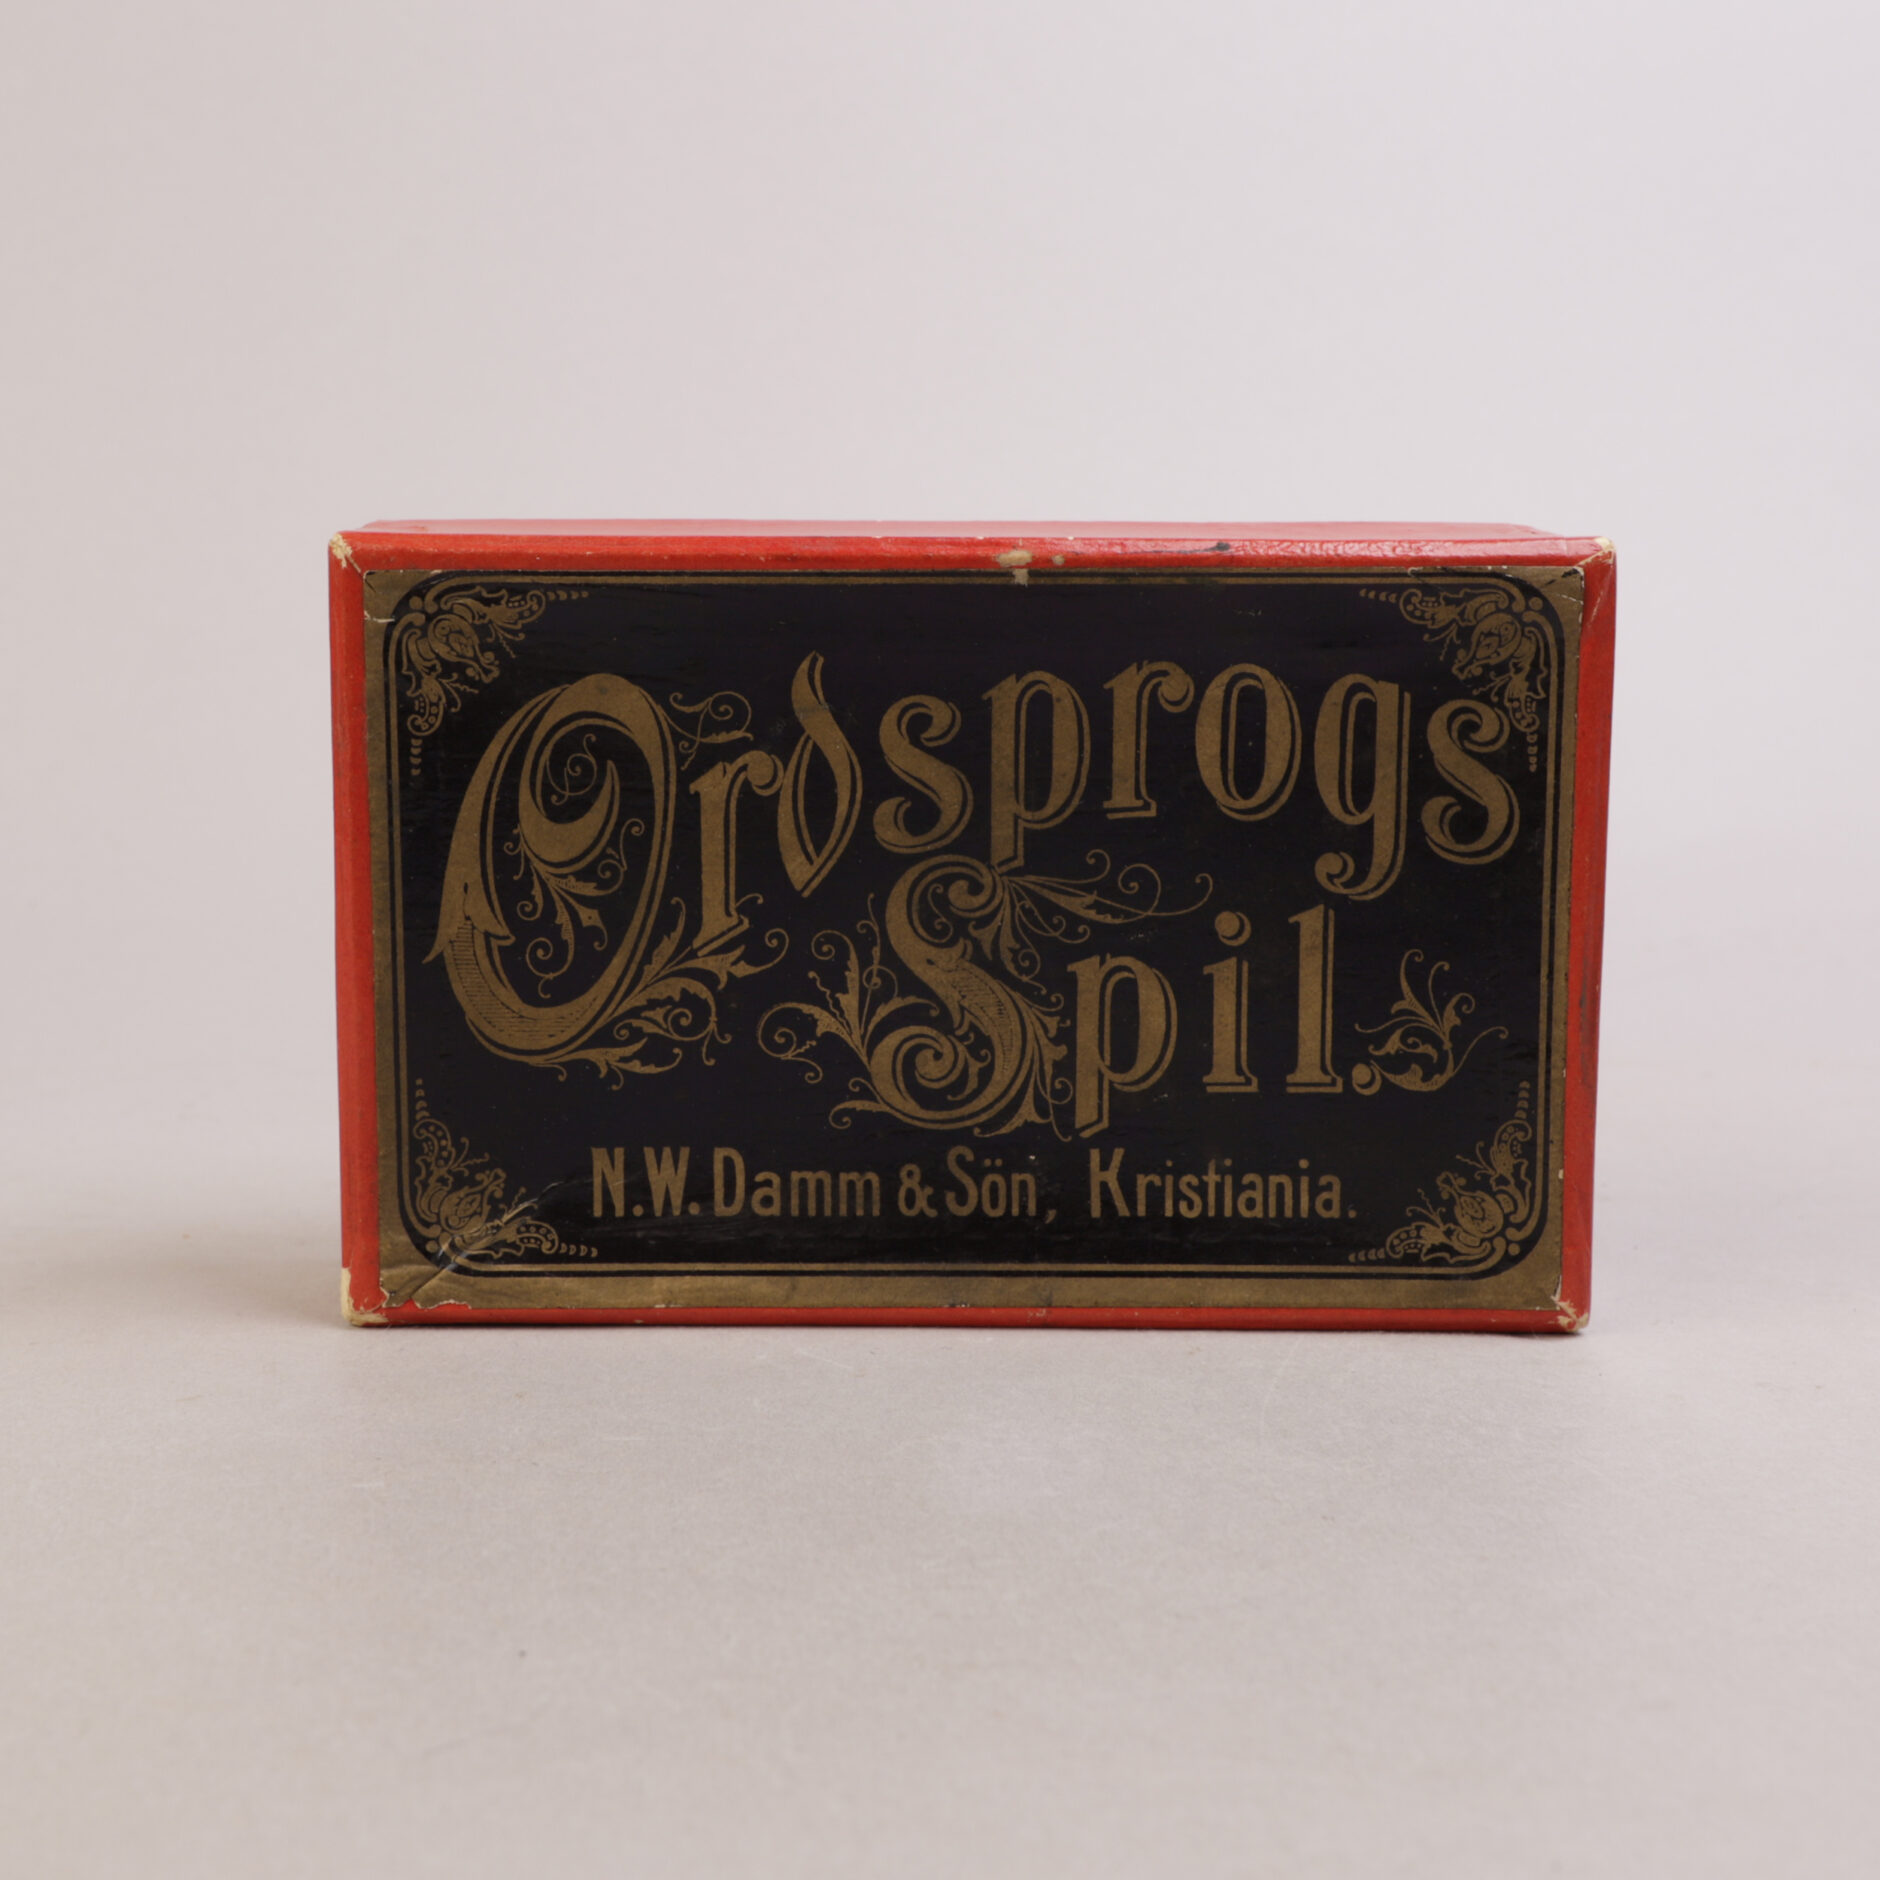 Ordsprogs
Spil.
N.W. Damm & Sön, Kristiania.